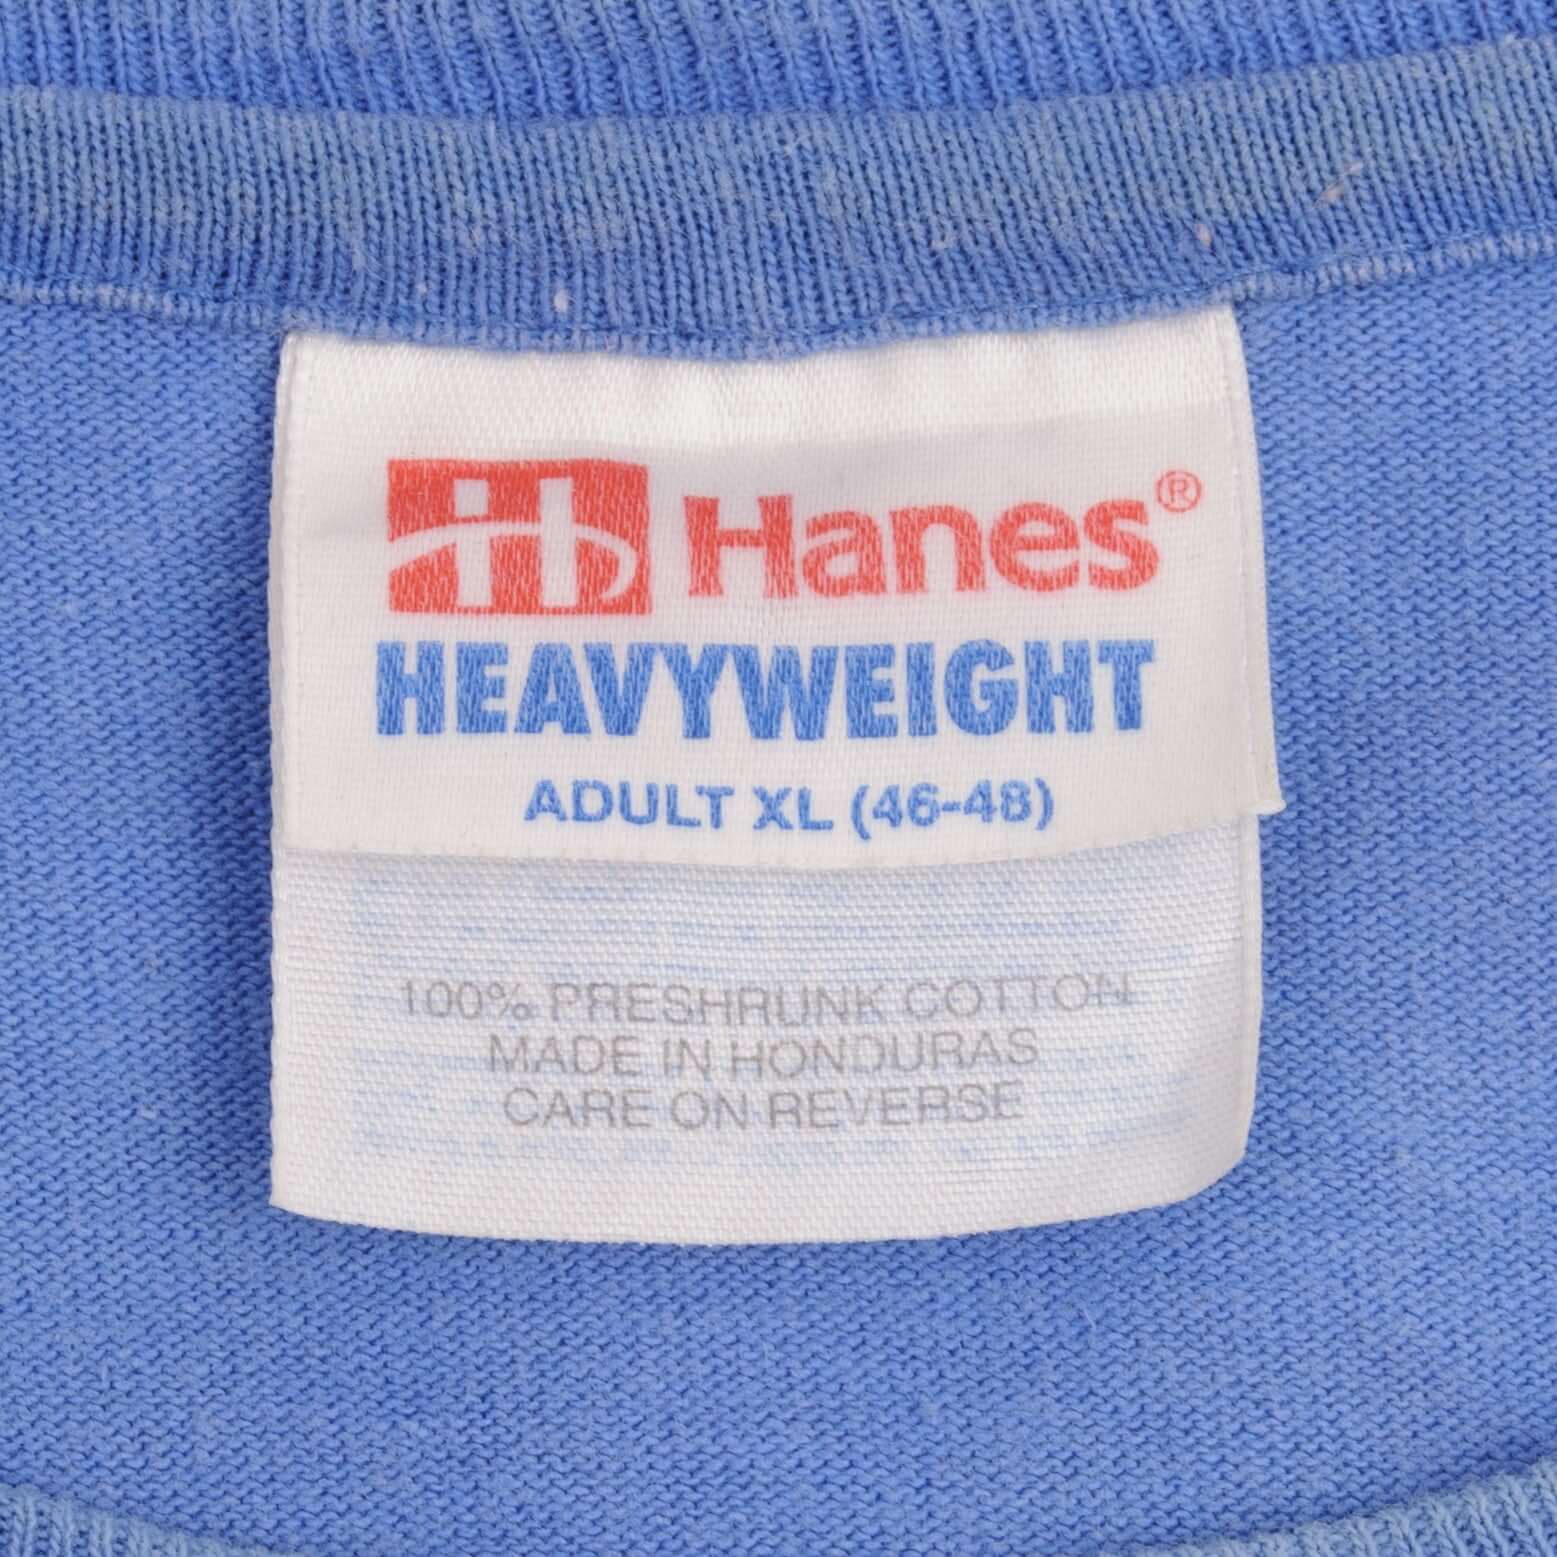 H Hanes®
HEAVYWEIGHT
ADULT XL (46-48)
100% PRESHRUNK COTTON
MADE IN HONDURAS
CARE ON REVERSE